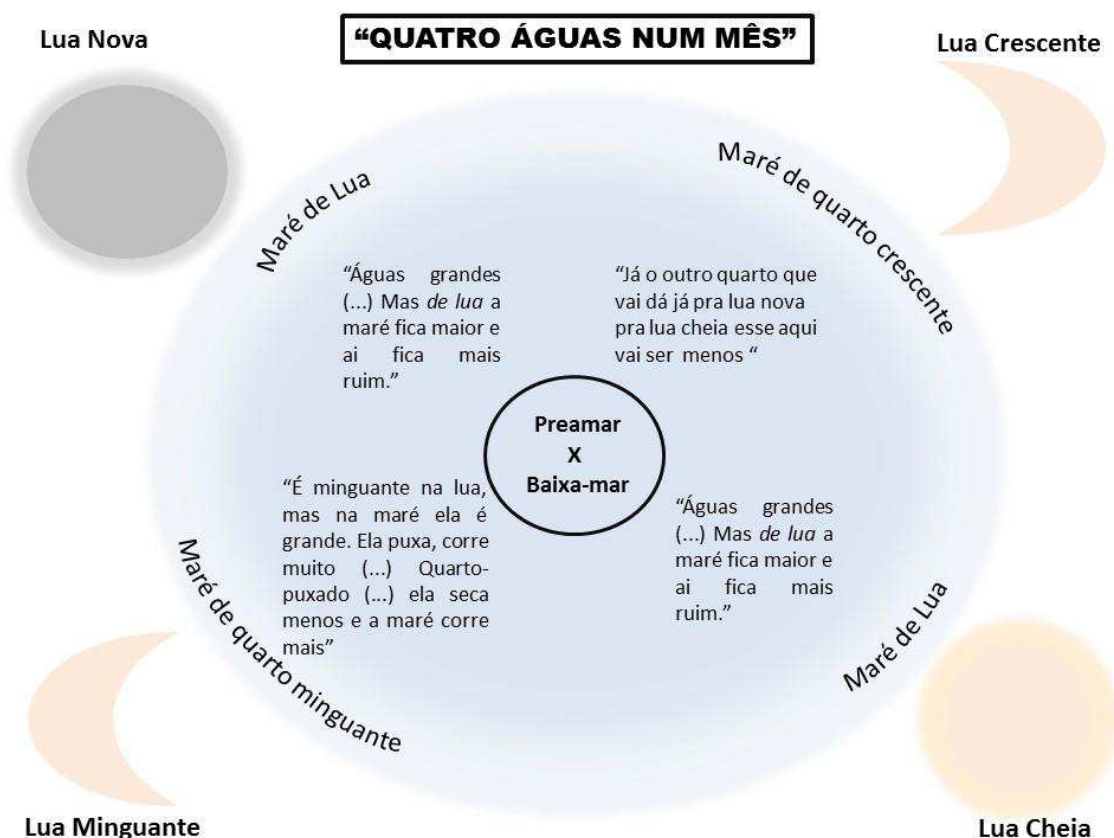 Lua Nova
“QUATRO ÁGUAS NUM MÊS”
Lua Crescente
Maré de Lua
Maré de quarto crescente
“Águas grandes
(...) Mas de lua a
maré fica maior e
ai fica mais
ruim.”
“Já o outro quarto que
vai dá já pra lua nova
pra lua cheia esse aqui
vai ser menos “
Preamar
X
Baixa-mar
“É minguante na lua,
mas na maré ela é
grande. Ela puxa, corre
muito (...) Quarto-
puxado (...) ela seca
menos e a maré corre
mais”
“Águas grandes
(...) Mas de lua a
maré fica maior e
ai fica mais
ruim.”
Maré de quarto minguante
Maré de Lua
Lua Minguante
Lua Cheia